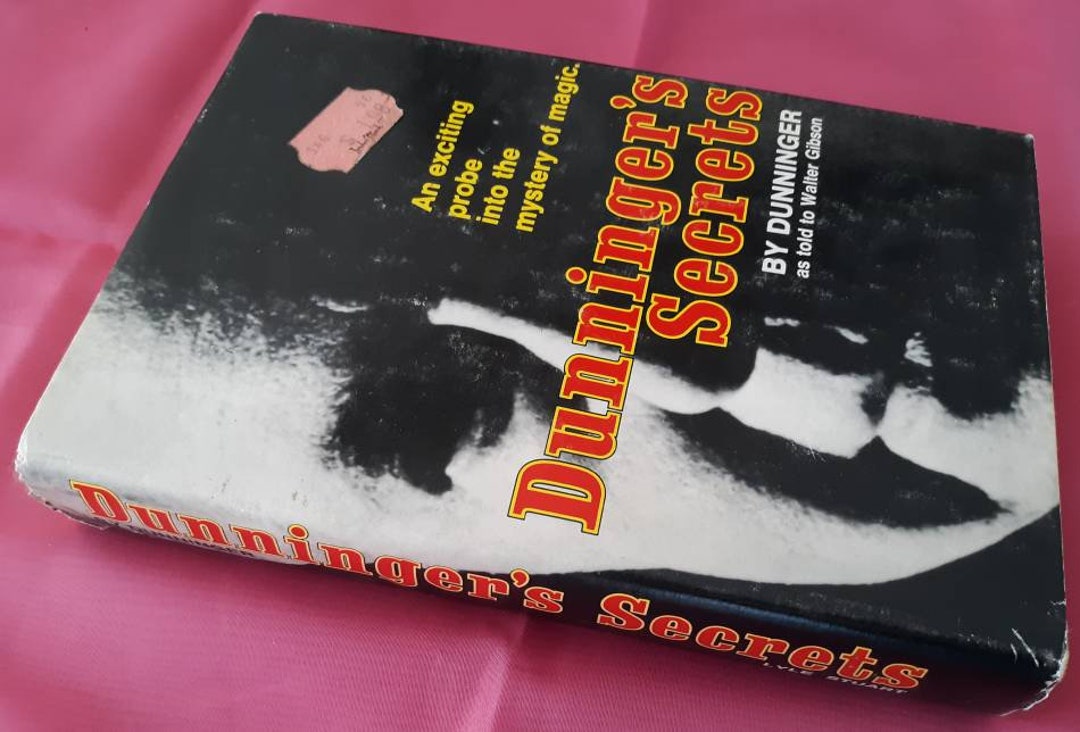 An exciting
probe
into the
mystery of magic.
Dunninger's
Secrets
BY DUNNINGER
as told to Walter Gibson
Dunninger's Secrets
LYLE STUART